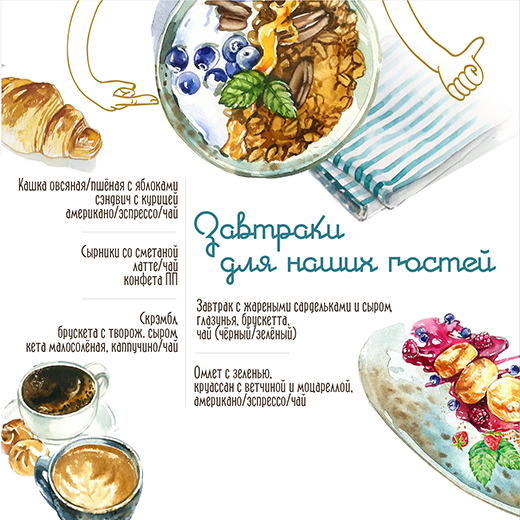 Кашка овсяная/пшёная с яблоками
сэндвич с курицей
американо/эспрессо/чай
Сырники со сметаной
латте/чай
конфета ПП
Скрэмбл
брускета с творож. сыром,
кета малосолёная, каппучино/чай
Завтраки
для наших гостей
Завтрак с жареными сардельками и сыром
глазунья, брускетта,
чай (чёрный/зелёный)
Омлет с зеленью,
круассан с ветчиной и моцареллой,
американо/эспрессо/чай